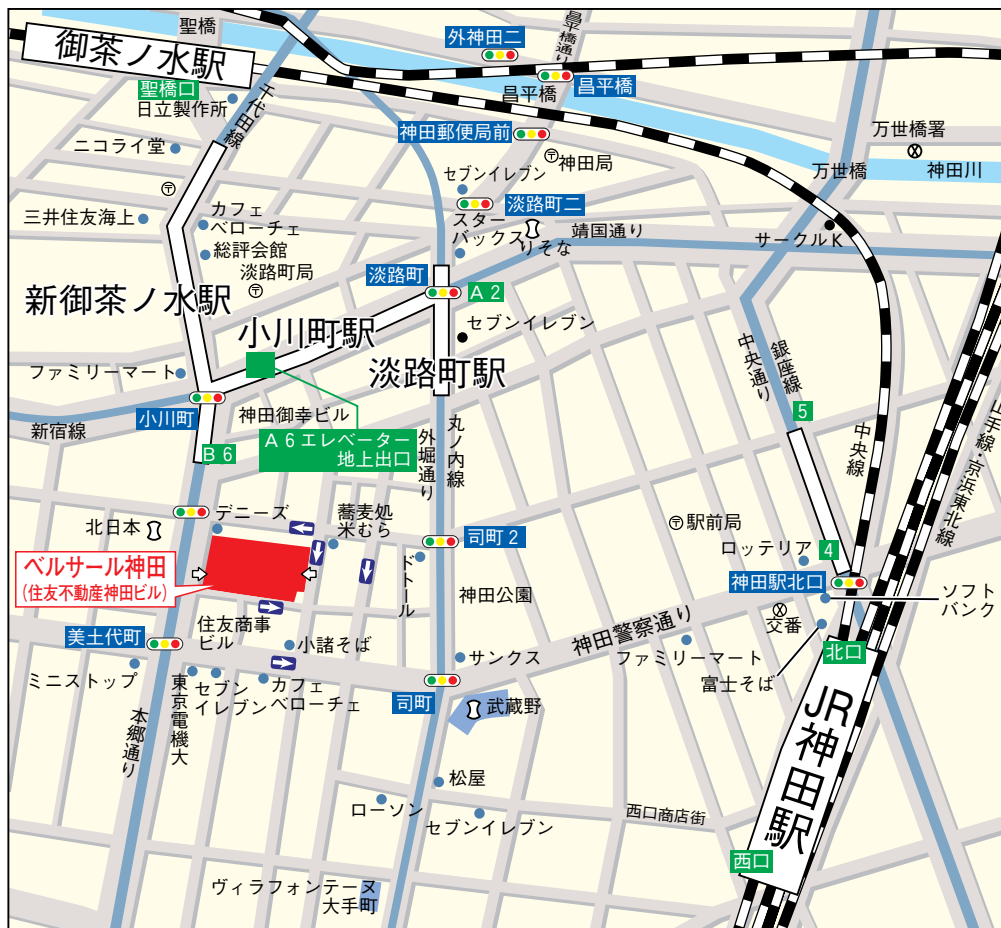 聖橋
昌平橋通り
外神田二
御茶ノ水駅
昌平橋
昌平橋
聖橋口
日立製作所
千代田線
神田郵便局前
万世橋署
ニコライ堂
神田局
万世橋
神田川
セブンイレブン
淡路町二
三井住友海上
カフェ
ベローチェ
スター
バックス
りそな
靖国通り
サークルK
総評会館
淡路町局
淡路町
A 2
新御茶ノ水駅
小川町駅
セブンイレブン
淡路町駅
中央通り
銀座線
ファミリーマート
小川町
神田御幸ビル
新宿線
A 6 エレベーター
地上出口
B 6
外堀通り
丸ノ内線
5
中央線
山手線・京浜東北線
デニーズ
蕎麦処
米むら
北日本
司町 2
駅前局
ロッテリア
4
ベルサール神田
(住友不動産神田ビル)
ドトール
神田公園
神田駅北口
ソフト
バンク
交番
美土代町
住友商事
ビル
小諸そば
サンクス
神田警察通り
ファミリーマート
富士そば
北口
ミニストップ
東京電機大
セブン
イレブン
カフェ
ベローチェ
司町
武蔵野
JR神田駅
本郷通り
松屋
ローソン
セブンイレブン
西口商店街
西口
ヴィラフォンテーヌ
大手町